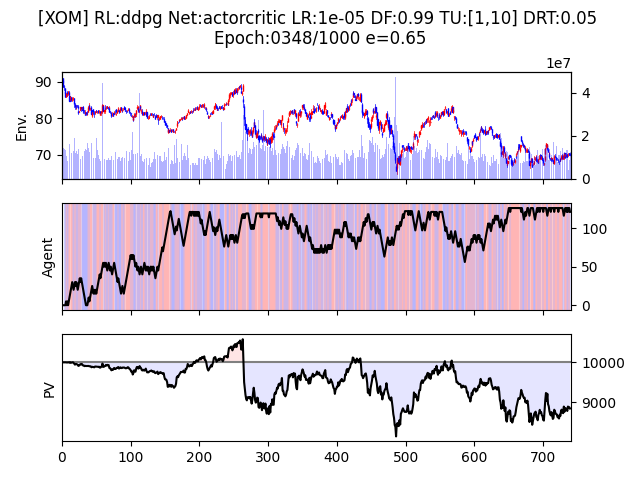 [XOM] RL:ddpg Net:actorcritic LR:1e-05 DF:0.99 TU:[1,10] DRT:0.05
Epoch:0348/1000 e=0.65
1e7
90
80
70
Env.
4
2
0
Agent
100
50
0
PV
10000
9000
0 100 200 300 400 500 600 700